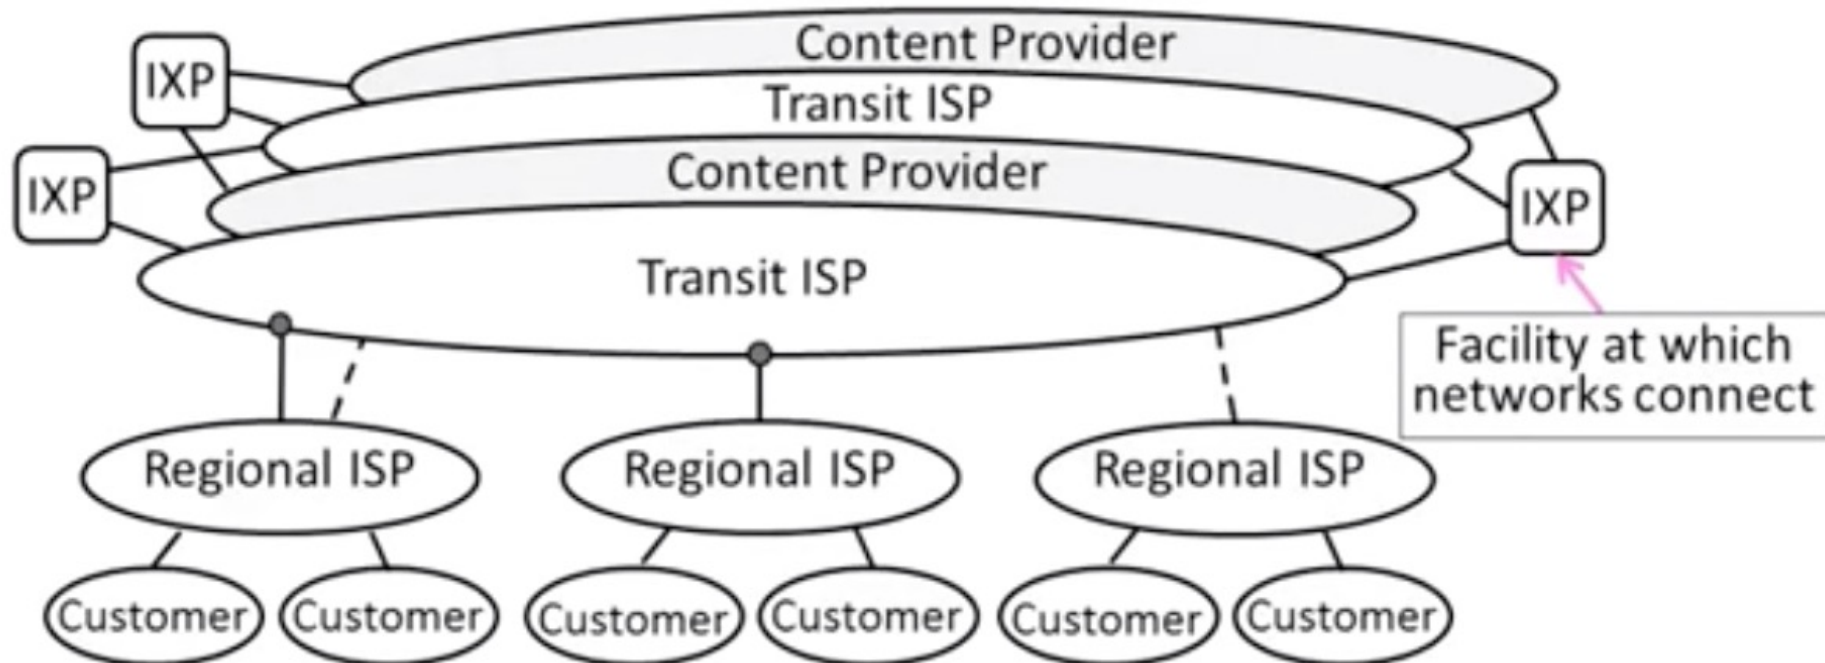 Content Provider
IXP
Transit ISP
Content Provider
IXP
IXP
Transit ISP
Facility at which
networks connect
Regional ISP
Regional ISP
Regional ISP
Customer
Customer
Customer
Customer
Customer
Customer